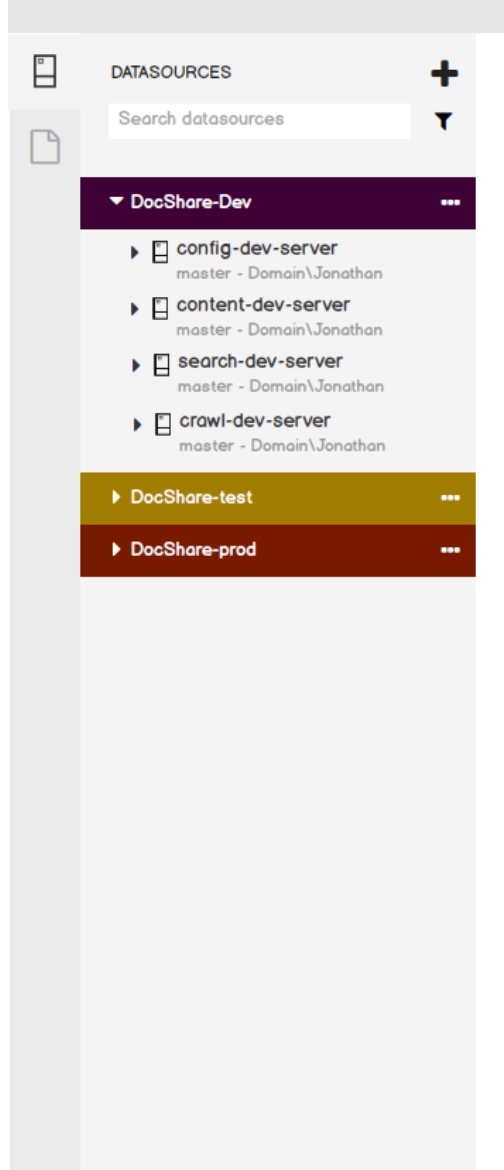 DATASOURCES
Search datasources
DocShare-Dev
config-dev-server
master - Domain\Jonathan
content-dev-server
master - Domain\Jonathan
search-dev-server
master - Domain\Jonathan
crawl-dev-server
master - Domain\Jonathan
DocShare-test
DocShare-prod